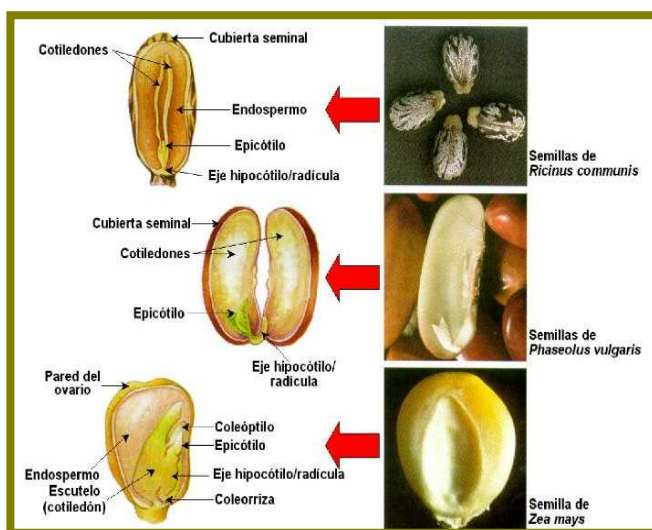 Cubierta seminal
Cotiledones
Endospermo
Epicótilo
Eje hipocótilo/radícula
Semillas de
Ricinus communis
Cubierta seminal
Cotiledones
Epicótilo
Eje hipocótilo/
radícula
Semillas de
Phaseolus vulgaris
Pared del
ovario
Coleóptilo
Epicótilo
Endospermo
Eje hipocótilo/radícula
Escutelo
(cotiledón)
Coleorriza
Semilla de
Zea mays